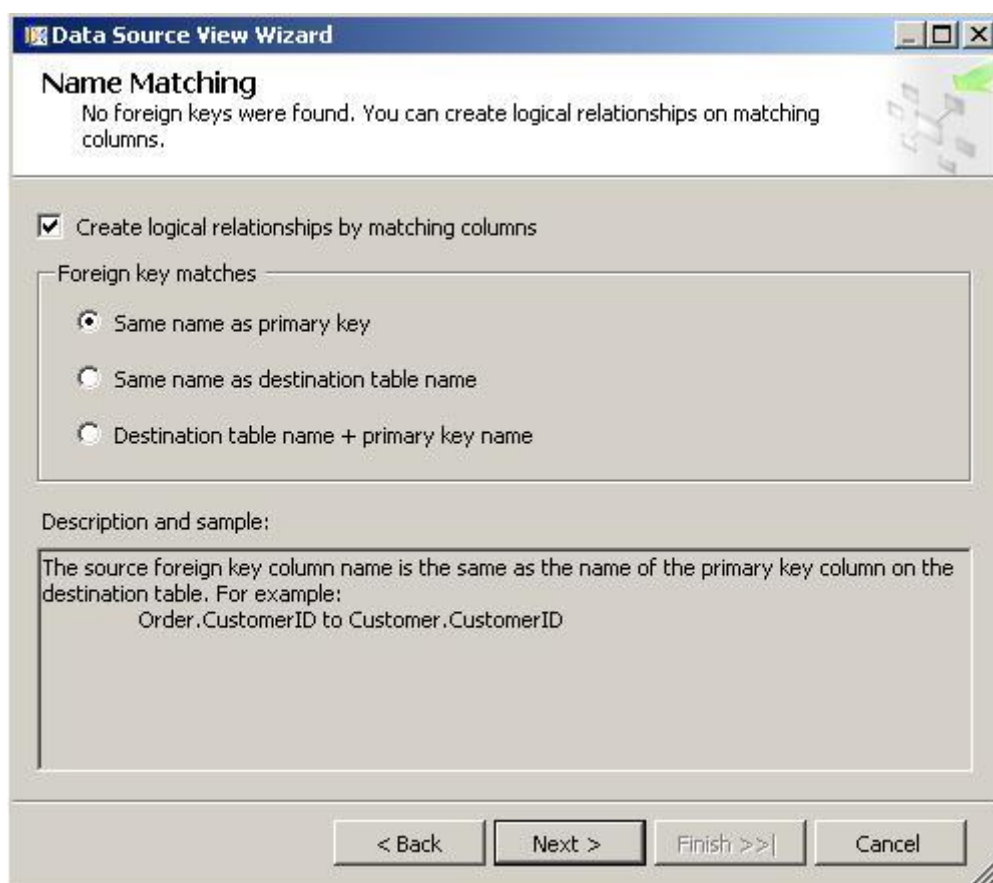 Data Source View Wizard
Name Matching
No foreign keys were found. You can create logical relationships on matching
columns.
Create logical relationships by matching columns
Foreign key matches
Same name as primary key
Same name as destination table name
Destination table name + primary key name
Description and sample:
The source foreign key column name is the same as the name of the primary key column on the
destination table. For example:
Order.CustomerID to Customer.CustomerID
< Back
Next >
Finish >>|
Cancel